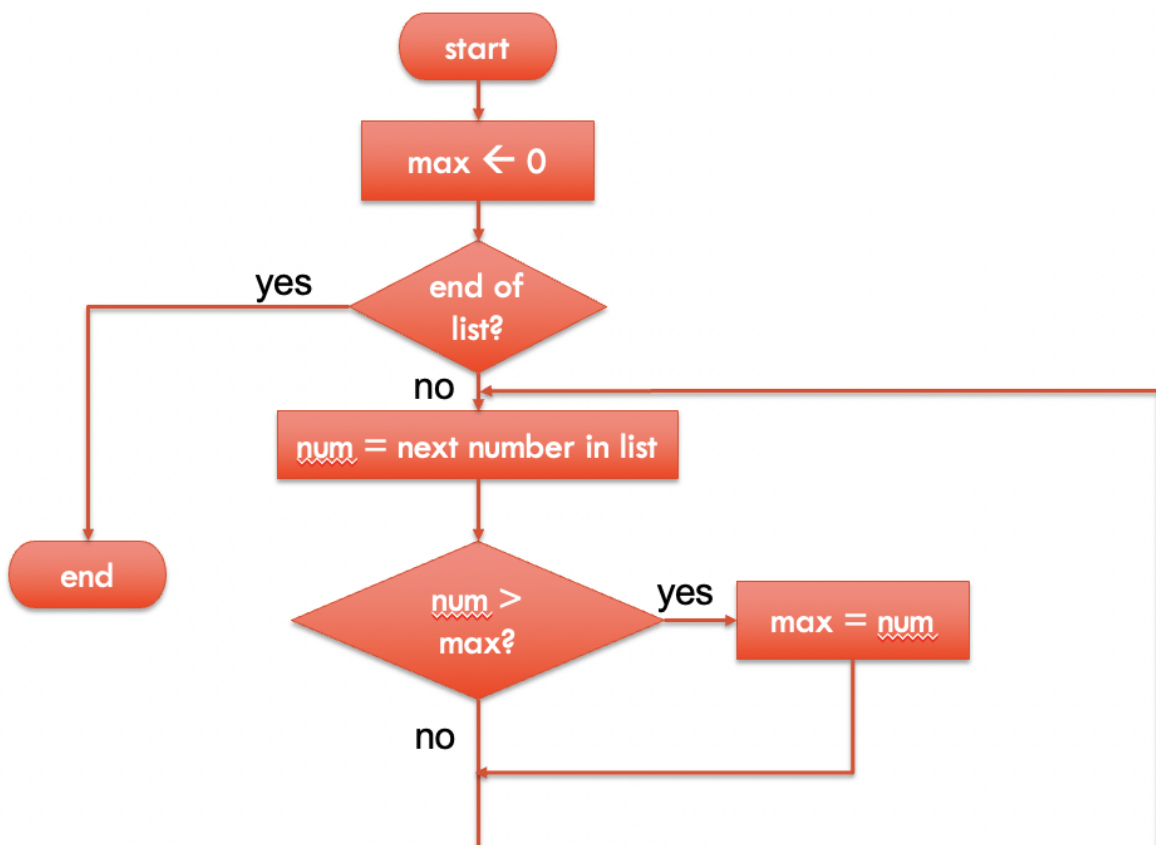 start
max ← 0
yes
end of
list?
no
num = next number in list
end
num >
max?
yes
max = num
no